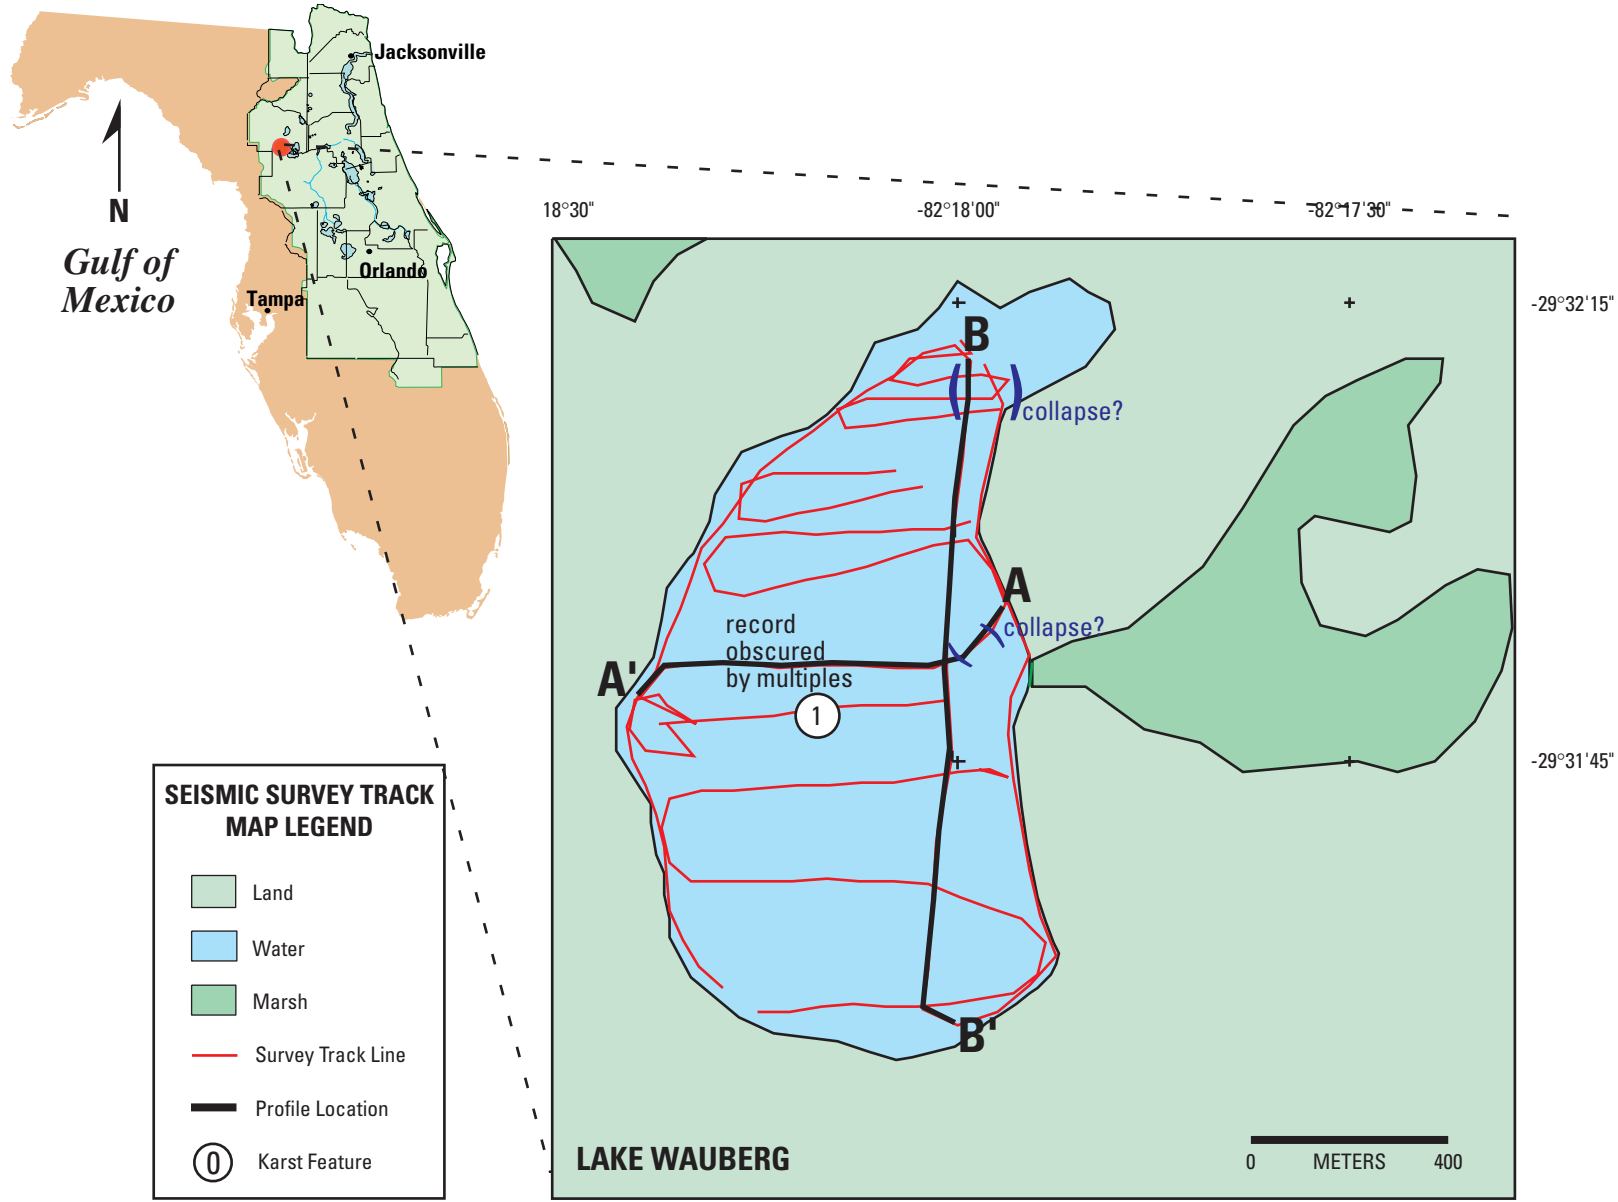 Jacksonville
N
Gulf of
Mexico
Orlando
Tampa
18°30"
-82°18'00"
-82°17'30"
-29°32'15"
B
collapse?
A
collapse?
record
obscured
by multiples
A'
1
-29°31'45"
B'
LAKE WAUBERG
0 METERS 400
SEISMIC SURVEY TRACK
MAP LEGEND
Land
Water
Marsh
Survey Track Line
Profile Location
0 Karst Feature